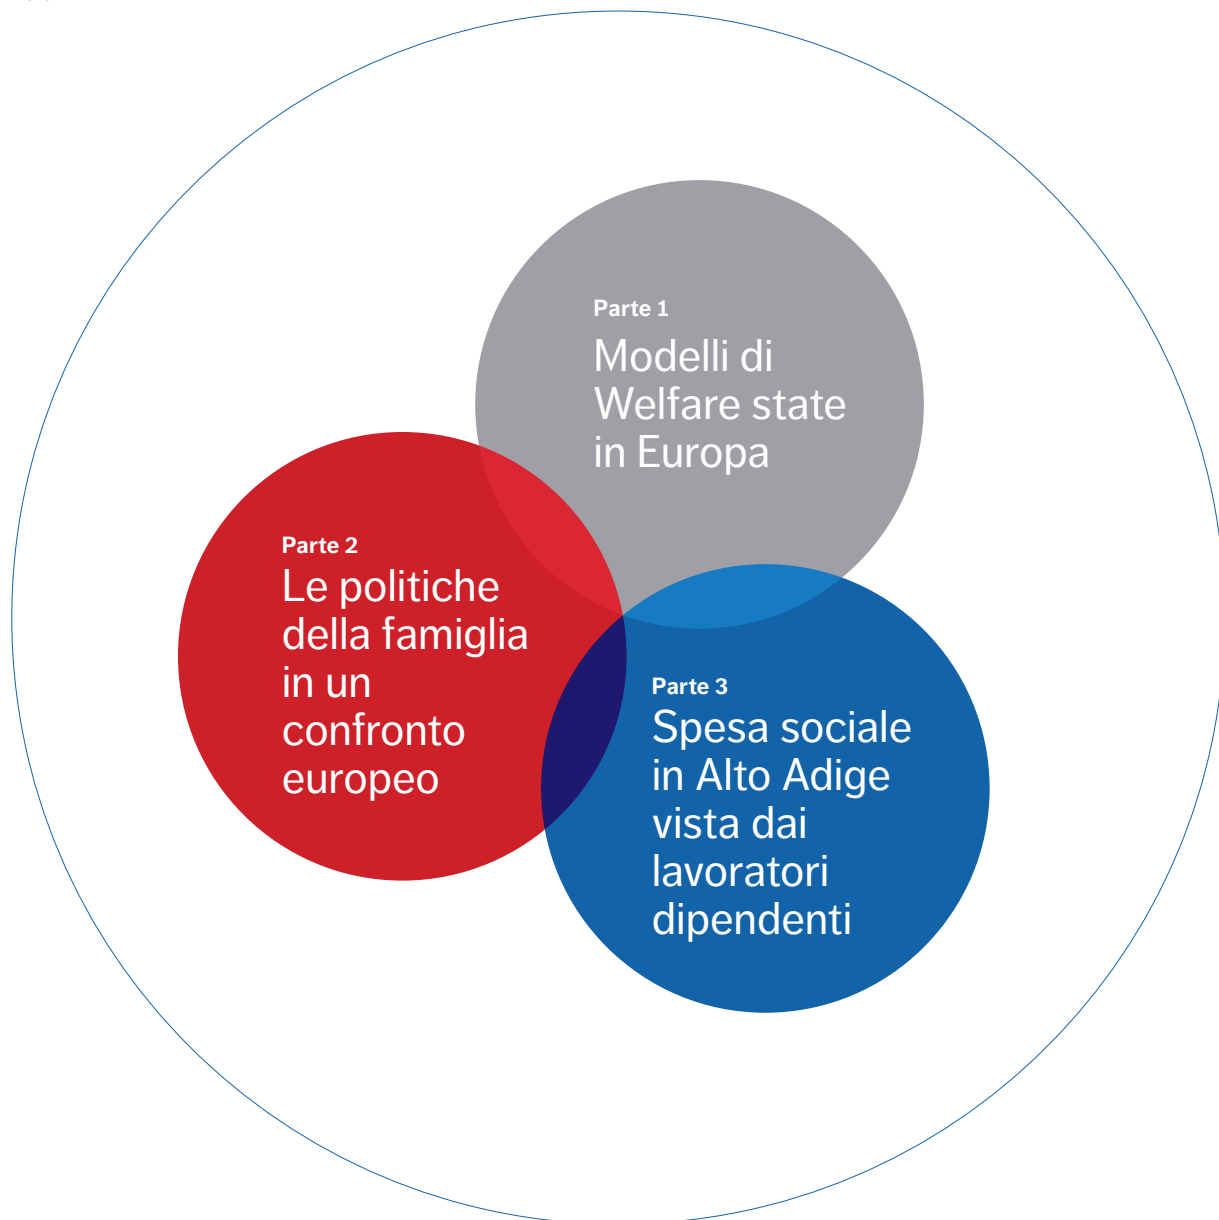 Parte 1
Modelli di
Welfare state
in Europa
Parte 2
Le politiche
della famiglia
in un
confronto
europeo
Parte 3
Spesa sociale
in Alto Adige
vista dai
lavoratori
dipendenti